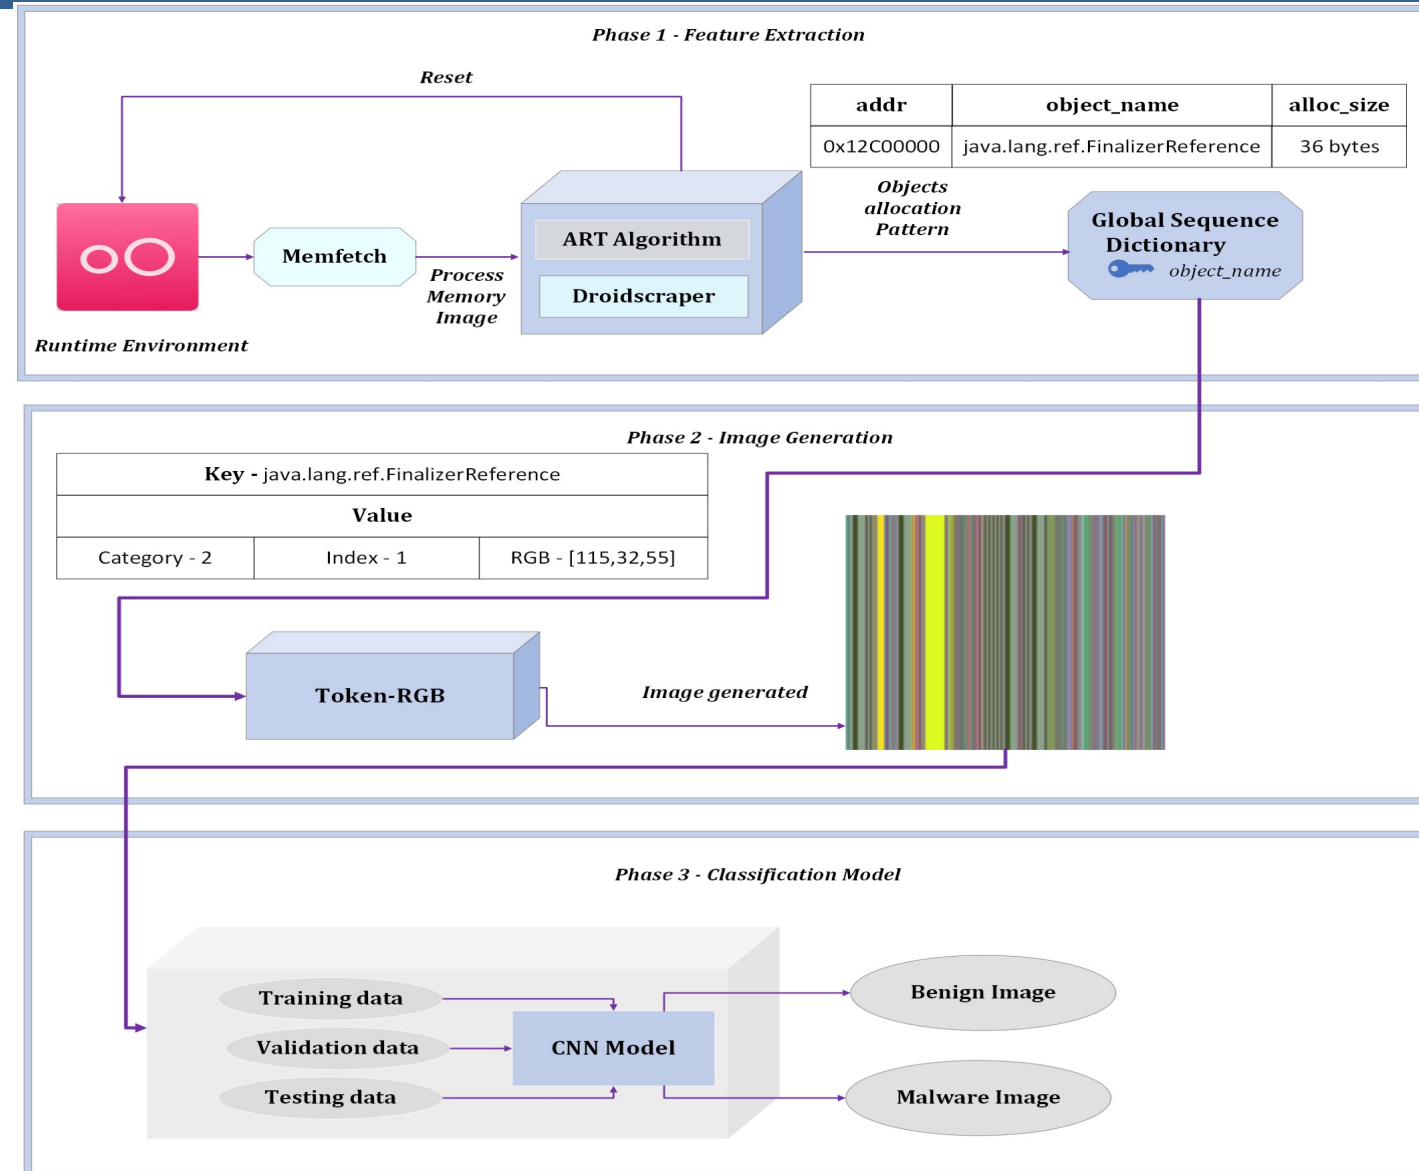 Phase 1 - Feature Extraction
Reset
addr object_name alloc_size
0x12C00000 java.lang.ref.FinalizerReference 36 bytes
Objects
allocation
Pattern
Global Sequence
Dictionary
object_name
ART Algorithm
Memfetch
Droidscraper
Process
Memory
Image
Runtime Environment
Phase 2 - Image Generation
Key - java.lang.ref.FinalizerReference
Value
Category - 2 Index - 1 RGB - [115,32,55]
Token-RGB
Image generated
Phase 3 - Classification Model
Training data
Validation data
Testing data
CNN Model
Benign Image
Malware Image